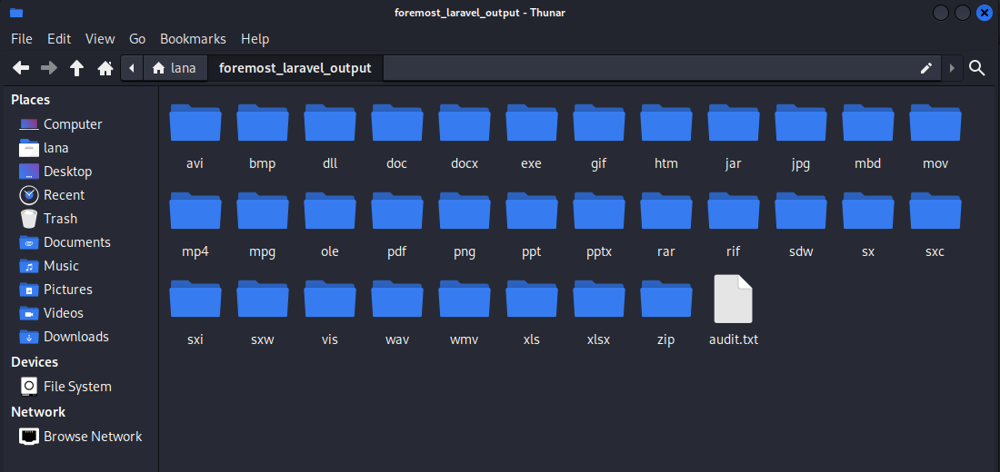 foremost_laravel_output - Thunar
File Edit View Go Bookmarks Help
lana foremost_laravel_output
Places
Computer
lana
Desktop
Recent
Trash
Documents
Music
Pictures
Videos
Downloads
Devices
File System
Network
Browse Network
avi bmp dll doc docx exe gif htm jar jpg mbd mov
mp4 mpg ole pdf png ppt pptx rar rif sdw sx sxc
sxi sxw vis wav wmv xls xlsx zip audit.txt